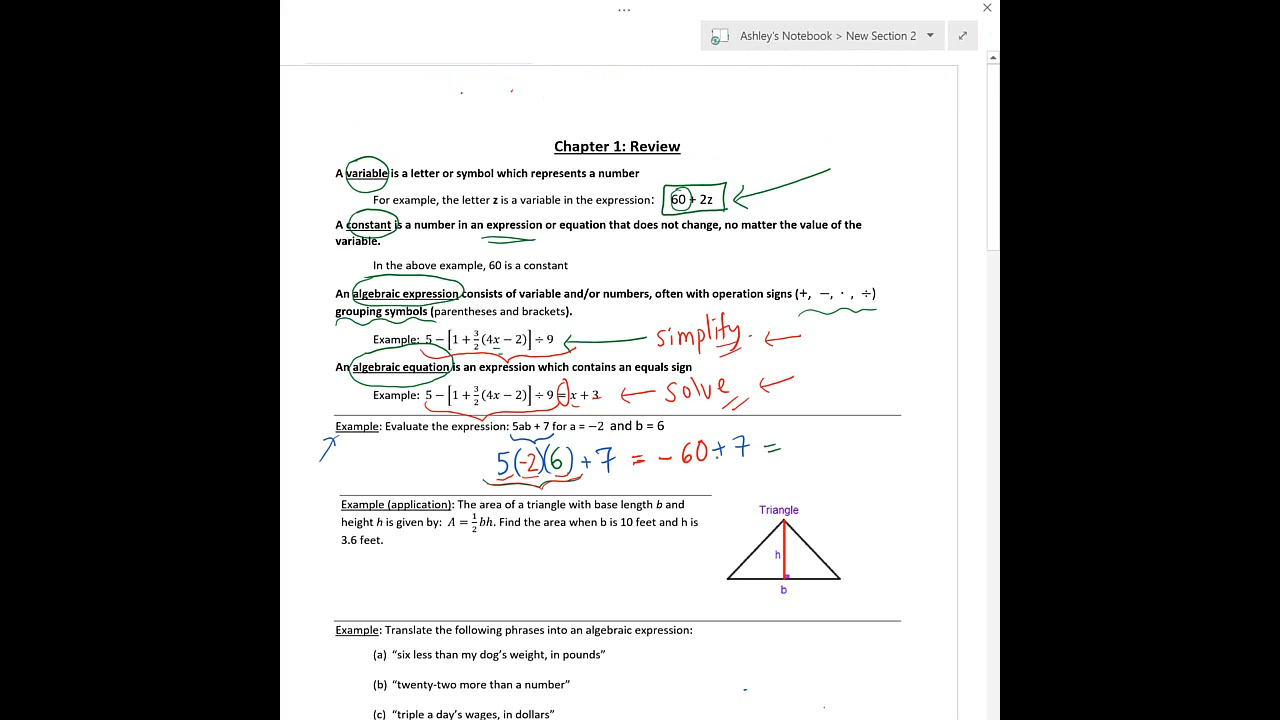 ...
Ashley's Notebook > New Section 2
Chapter 1: Review
A variable is a letter or symbol which represents a number
For example, the letter z is a variable in the expression: 60 + 2z
A constant is a number in an expression or equation that does not change, no matter the value of the
variable.
In the above example, 60 is a constant
An algebraic expression consists of variable and/or numbers, often with operation signs (+, −, · , ÷)
grouping symbols (parentheses and brackets).
Example: 5 − [1 + 3/2 (4x − 2)] ÷ 9 simplify.
An algebraic equation is an expression which contains an equals sign
Example: 5 − [1 + 3/2 (4x − 2)] ÷ 9 = x + 3 solve
Example: Evaluate the expression: 5ab + 7 for a = −2 and b = 6
5(-2)(6) + 7 = - 60 + 7 =
Example (application): The area of a triangle with base length b and
height h is given by: A = 1/2 bh. Find the area when b is 10 feet and h is
3.6 feet.
Triangle
h
b
Example: Translate the following phrases into an algebraic expression:
(a) “six less than my dog’s weight, in pounds”
(b) “twenty-two more than a number”
(c) “triple a day’s wages, in dollars”